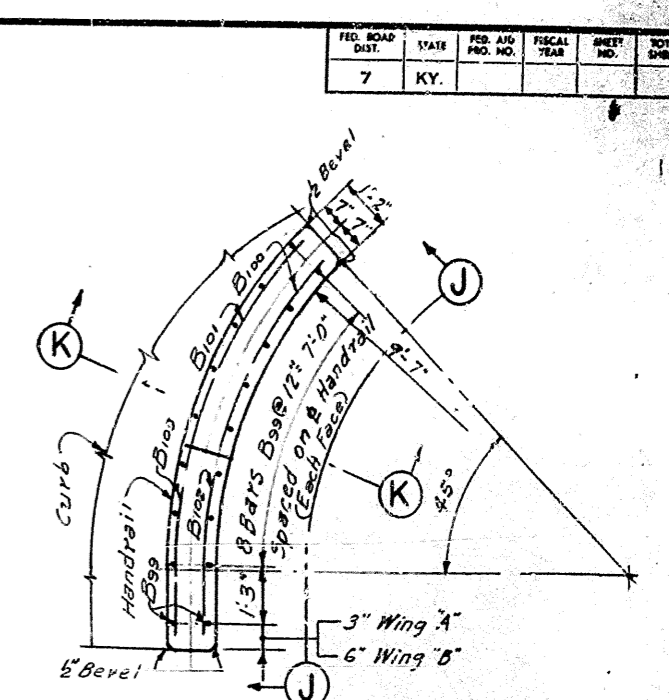 FED. ROAD DIST.
STATE
FED. AID PRO. NO.
FISCAL YEAR
SHEET NO.
7
KY.
½ Bevel
1'-2"
7"
7"
B100
B101
J
K
8 Bars B99 @ 12"= 7'-0"
Spaced on ⅊ Handrail
(Each Face)
9'-7"
Curb
B103
B102
K
45°
Handrail
B99
1'-3"
3" Wing "A"
6" Wing "B"
½" Bevel
J